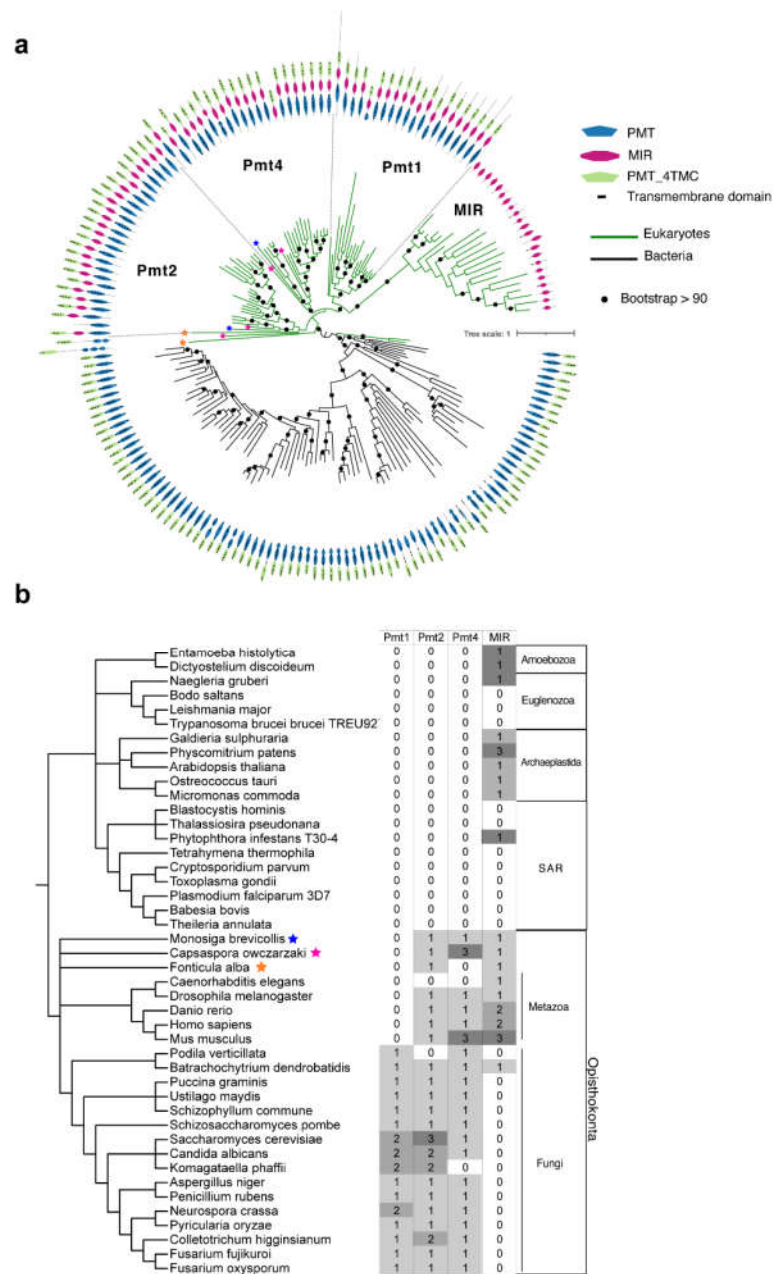 a
Pmt4
Pmt1
MIR
Pmt2
PMT
MIR
PMT_4TMC
Transmembrane domain
Eukaryotes
Bacteria
Bootstrap > 90
Tree scale: 1
b
Pmt1 Pmt2 Pmt4 MIR
Entamoeba histolytica 0 0 0 1 Amoebozoa
Dictyostelium discoideum 0 0 0 1
Naegleria gruberi 0 0 0 1
Bodo saltans 0 0 0 0 Euglenozoa
Leishmania major 0 0 0 0
Trypanosoma brucei brucei TREU92 0 0 0 0
Galdieria sulphuraria 0 0 0 1
Physcomitrium patens 0 0 0 3 Archaeplastida
Arabidopsis thaliana 0 0 0 1
Ostreococcus tauri 0 0 0 1
Micromonas commoda 0 0 0 1
Blastocystis hominis 0 0 0 0
Thalassiosira pseudonana 0 0 0 0
Phytophthora infestans T30-4 0 0 0 1
Tetrahymena thermophila 0 0 0 0 SAR
Cryptosporidium parvum 0 0 0 0
Toxoplasma gondii 0 0 0 0
Plasmodium falciparum 3D7 0 0 0 0
Babesia bovis 0 0 0 0
Theileria annulata 0 0 0 0
Monosiga brevicollis 0 1 1 1
Capsaspora owczarzaki 0 1 3 1
Fonticula alba 0 1 0 1
Caenorhabditis elegans 0 0 0 1
Drosophila melanogaster 0 1 1 1 Metazoa
Danio rerio 0 1 1 2
Homo sapiens 0 1 1 2
Mus musculus 0 1 3 3
Podila verticillata 1 0 1 0
Batrachochytrium dendrobatidis 1 1 1 1
Puccina graminis 1 1 1 0
Ustilago maydis 1 1 1 0
Schizophyllum commune 1 1 1 0
Schizosaccharomyces pombe 1 1 1 0
Saccharomyces cerevisiae 2 3 1 0
Candida albicans 2 2 1 0 Fungi
Komagataella phaffii 2 2 0 0
Aspergillus niger 1 1 1 0
Penicillium rubens 1 1 1 0
Neurospora crassa 2 1 1 0
Pyricularia oryzae 1 1 1 0
Colletotrichum higginsianum 1 2 1 0
Fusarium fujikuroi 1 1 1 0
Fusarium oxysporum 1 1 1 0
Opisthokonta